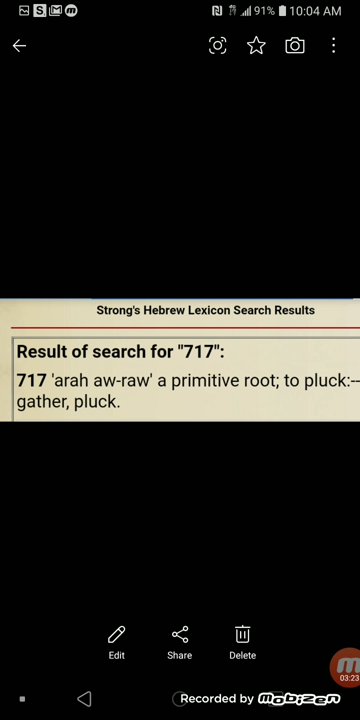 91% 10:04 AM
Strong's Hebrew Lexicon Search Results
Result of search for "717":
717 'arah aw-raw' a primitive root; to pluck:--
gather, pluck.
Edit Share Delete
03:23
Recorded by mobizen